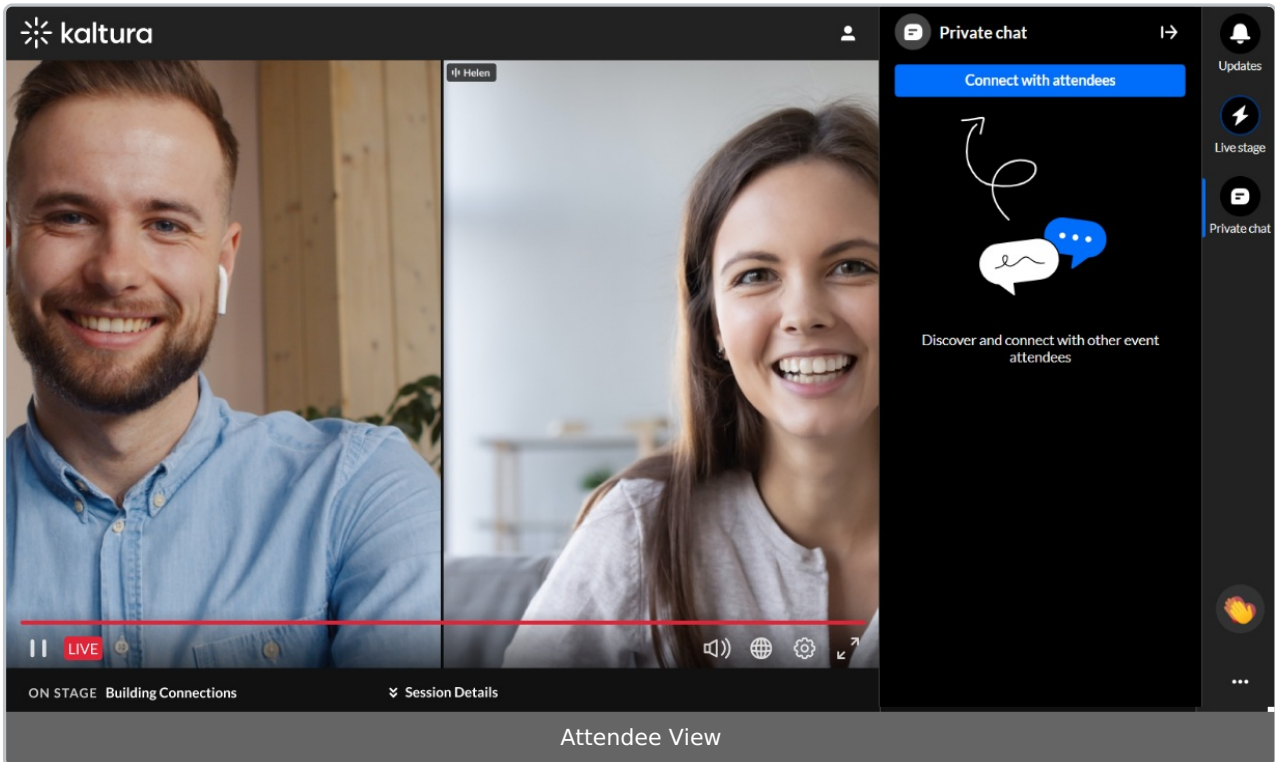 kaltura
Helen
LIVE
ON STAGE Building Connections
Session Details
Private chat
Connect with attendees
Discover and connect with other event
attendees
Updates
Live stage
Private chat
Attendee View